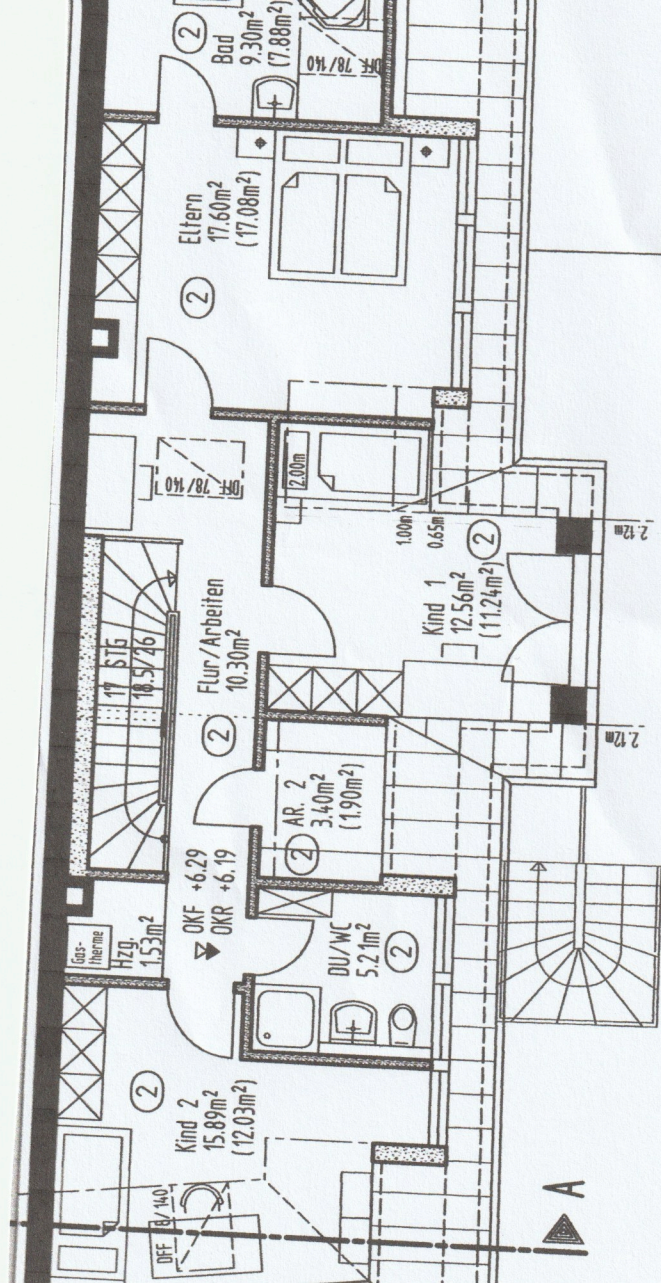 2
Bad
9.30m²
(7.88m²)
DFF 78/140
Eltern
17.60m²
(17.08m²)
2
DFF 78/140
2.00m
1.00m
0.65m
2
Kind 1
12.56m²
(11.24m²)
2.12m
2.12m
17 STG
18.5/26
Flur/Arbeiten
10.30m²
2
AR. 2
3.40m²
(1.90m²)
2
OKF +6.29
OKR +6.19
Gas-
therme
Hzg.
1.53m²
DU/WC
5.21m²
2
2
Kind 2
15.89m²
(12.03m²)
DFF 78/140
A